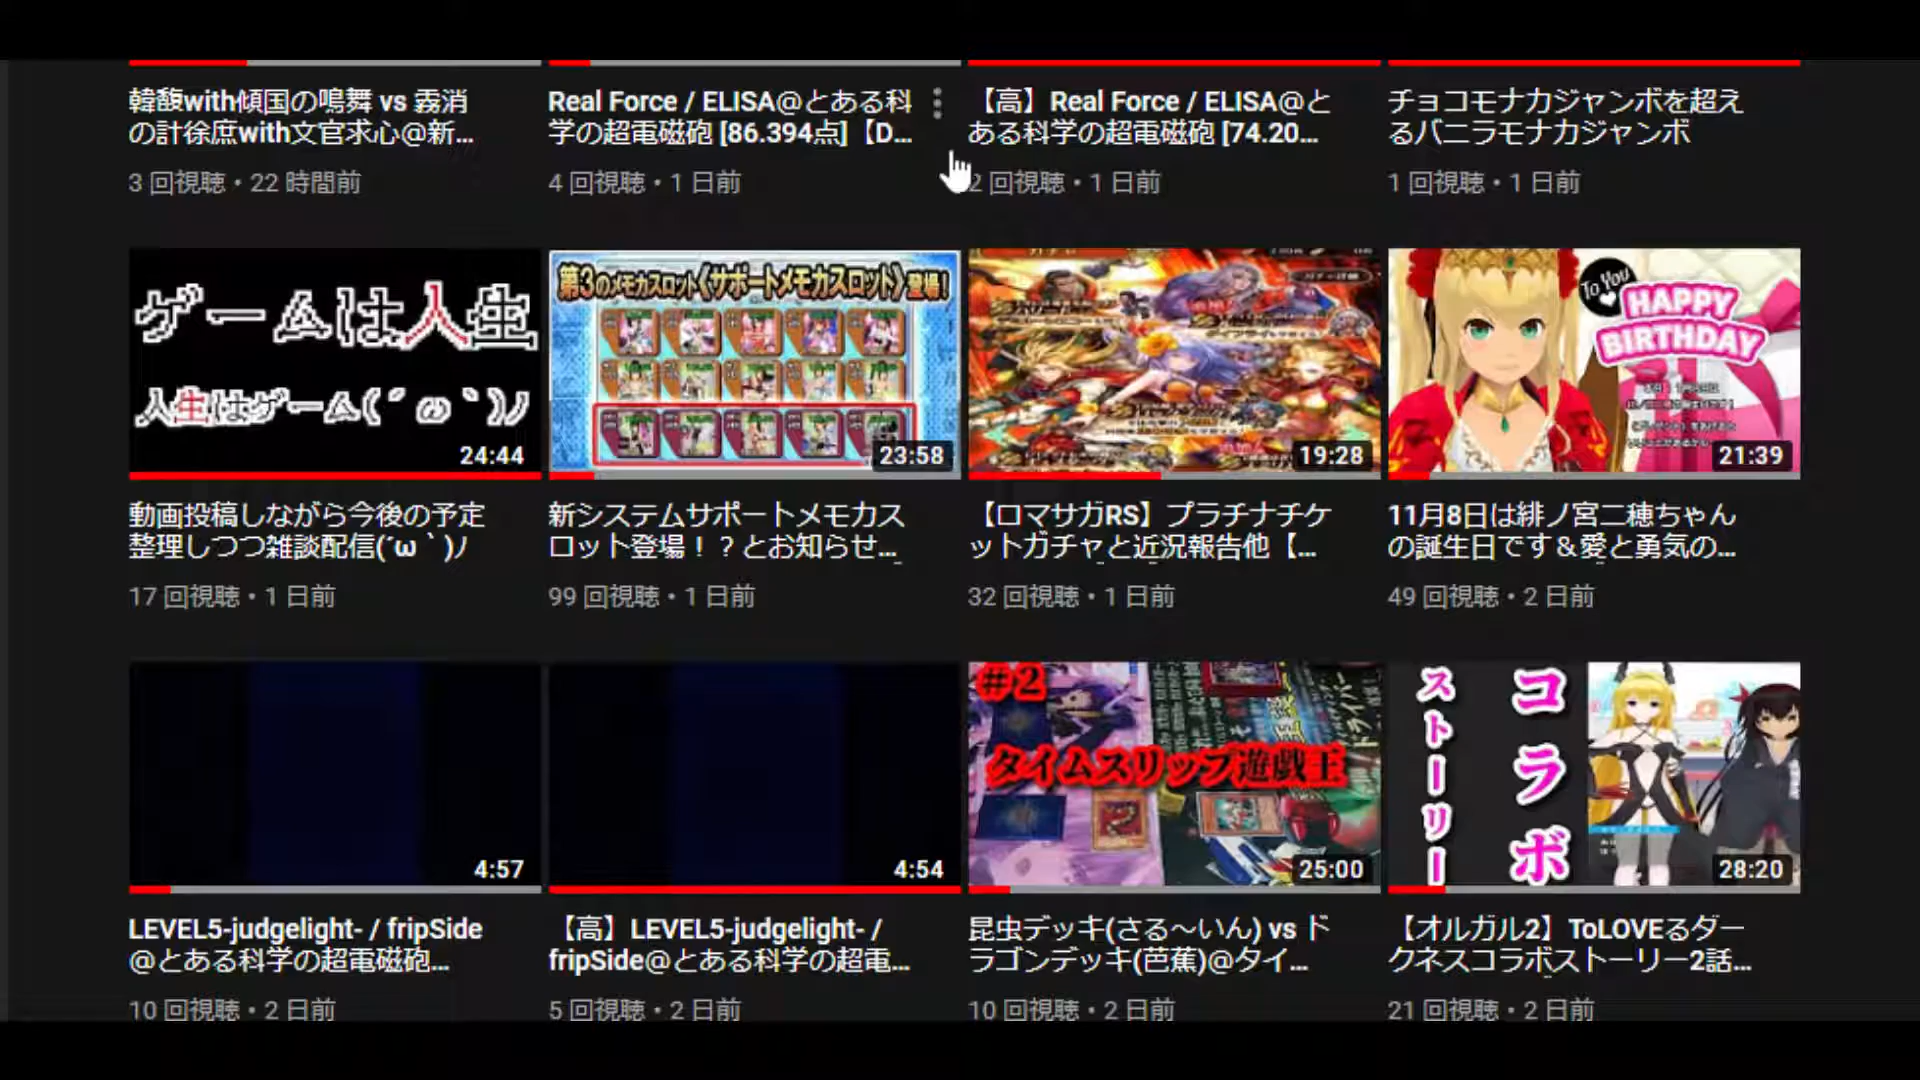 韓馥with傾国の鳴舞 vs 霧消
の計徐庶with文官求心@新...
3 回視聴・22 時間前
Real Force / ELISA@とある科
学の超電磁砲 [86.394点]【D...
4 回視聴・1 日前
【高】Real Force / ELISA@と
ある科学の超電磁砲 [74.20...
2 回視聴・1 日前
チョコモナカジャンボを超え
るバニラモナカジャンボ
1 回視聴・1 日前
ゲームは人生
人生はゲーム(´ω｀)ﾉ
24:44
動画投稿しながら今後の予定
整理しつつ雑談配信(´ω｀)ﾉ
17 回視聴・1 日前
第3のメモカスロット《サポートメモカスロット》登場！
23:58
新システムサポートメモカス
ロット登場！？とお知らせ...
99 回視聴・1 日前
19:28
【ロマサガRS】プラチナチケ
ットガチャと近況報告他【...
32 回視聴・1 日前
To You
HAPPY
BIRTHDAY
21:39
11月8日は緋ノ宮二穂ちゃん
の誕生日です＆愛と勇気の...
49 回視聴・2 日前
4:57
LEVEL5-judgelight- / fripSide
@とある科学の超電磁砲...
10 回視聴・2 日前
4:54
【高】LEVEL5-judgelight- /
fripSide@とある科学の超電...
5 回視聴・2 日前
#2
タイムスリップ遊戯王
25:00
昆虫デッキ(さる～いん) vs ド
ラゴンデッキ(芭蕉)@タイ...
10 回視聴・2 日前
コラボ
ストーリー
28:20
【オルガル2】ToLOVEるダー
クネスコラボストーリー2話...
21 回視聴・2 日前